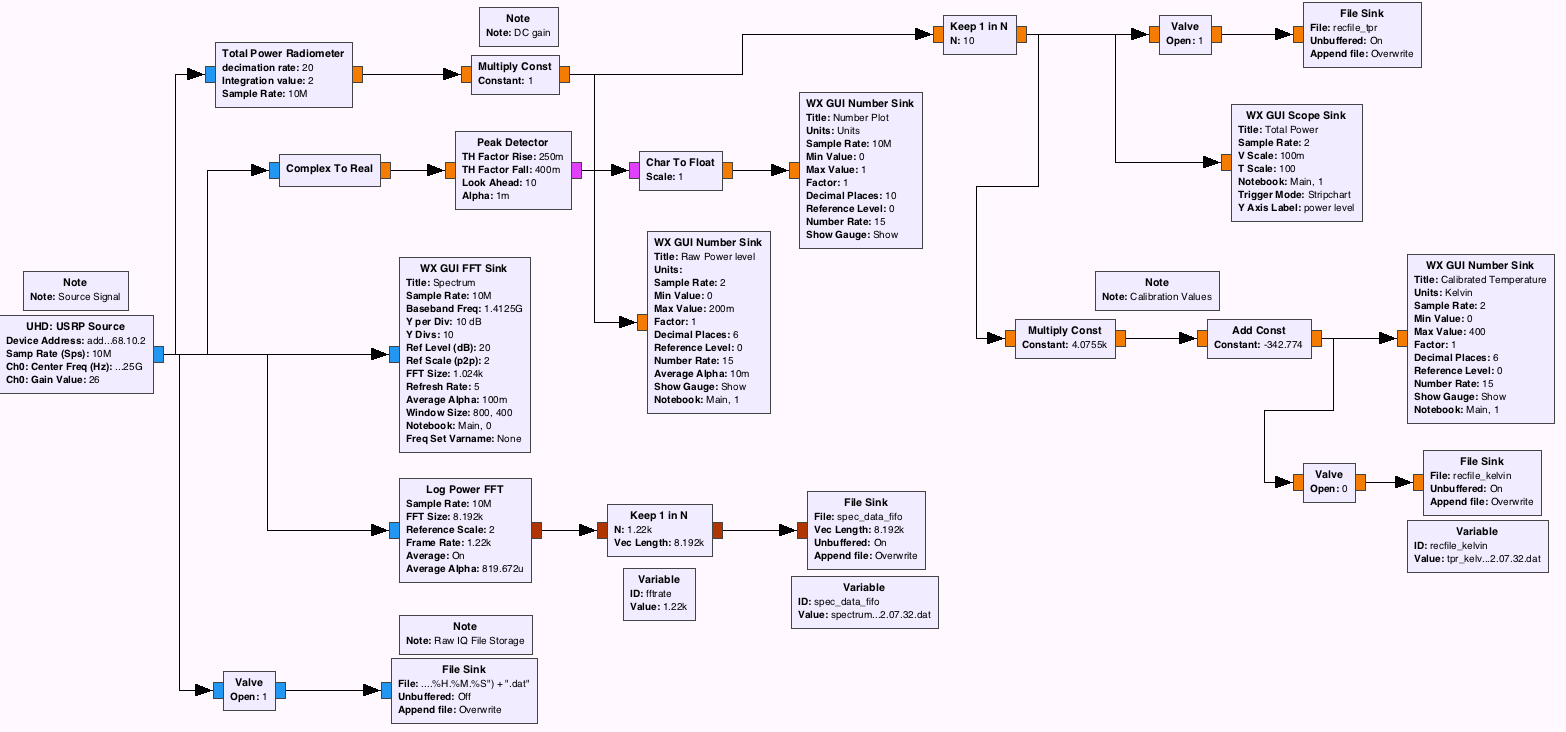 Note
Note: DC gain
Total Power Radiometer
decimation rate: 20
Integration value: 2
Sample Rate: 10M
Multiply Const
Constant: 1
Keep 1 in N
N: 10
Valve
Open: 1
File Sink
File: recfile_tpr
Unbuffered: On
Append file: Overwrite
Complex To Real
Peak Detector
TH Factor Rise: 250m
TH Factor Fall: 400m
Look Ahead: 10
Alpha: 1m
Char To Float
Scale: 1
WX GUI Number Sink
Title: Number Plot
Units: Units
Sample Rate: 10M
Min Value: 0
Max Value: 1
Factor: 1
Decimal Places: 10
Reference Level: 0
Number Rate: 15
Show Gauge: Show
WX GUI Scope Sink
Title: Total Power
Sample Rate: 2
V Scale: 100m
T Scale: 100
Notebook: Main, 1
Trigger Mode: Stripchart
Y Axis Label: power level
Note
Note: Source Signal
UHD: USRP Source
Device Address: add...68.10.2
Samp Rate (Sps): 10M
Ch0: Center Freq (Hz): ...25G
Ch0: Gain Value: 26
WX GUI FFT Sink
Title: Spectrum
Sample Rate: 10M
Baseband Freq: 1.4125G
Y per Div: 10 dB
Y Divs: 10
Ref Level (dB): 20
Ref Scale (p2p): 2
FFT Size: 1.024k
Refresh Rate: 5
Average Alpha: 100m
Window Size: 800, 400
Notebook: Main, 0
Freq Set Varname: None
WX GUI Number Sink
Title: Raw Power level
Units:
Sample Rate: 2
Min Value: 0
Max Value: 200m
Factor: 1
Decimal Places: 6
Reference Level: 0
Number Rate: 15
Average Alpha: 10m
Show Gauge: Show
Notebook: Main, 1
Note
Note: Calibration Values
Multiply Const
Constant: 4.0755k
Add Const
Constant: -342.774
WX GUI Number Sink
Title: Calibrated Temperature
Units: Kelvin
Sample Rate: 2
Min Value: 0
Max Value: 400
Factor: 1
Decimal Places: 6
Reference Level: 0
Number Rate: 15
Show Gauge: Show
Notebook: Main, 1
Valve
Open: 0
File Sink
File: recfile_kelvin
Unbuffered: On
Append file: Overwrite
Variable
ID: recfile_kelvin
Value: tpr_kelv...2.07.32.dat
Log Power FFT
Sample Rate: 10M
FFT Size: 8.192k
Reference Scale: 2
Frame Rate: 1.22k
Average: On
Average Alpha: 819.672u
Keep 1 in N
N: 1.22k
Vec Length: 8.192k
File Sink
File: spec_data_fifo
Vec Length: 8.192k
Unbuffered: On
Append file: Overwrite
Variable
ID: fftrate
Value: 1.22k
Variable
ID: spec_data_fifo
Value: spectrum...2.07.32.dat
Note
Note: Raw IQ File Storage
Valve
Open: 1
File Sink
File: ....%H.%M.%S") + ".dat"
Unbuffered: Off
Append file: Overwrite